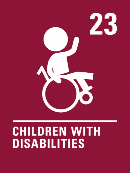 23
CHILDREN WITH
DISABILITIES